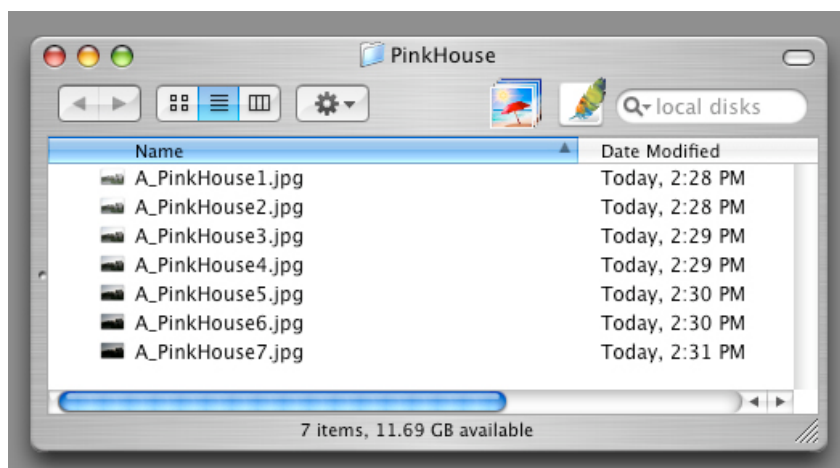 PinkHouse
local disks
Name Date Modified
A_PinkHouse1.jpg Today, 2:28 PM
A_PinkHouse2.jpg Today, 2:28 PM
A_PinkHouse3.jpg Today, 2:29 PM
A_PinkHouse4.jpg Today, 2:29 PM
A_PinkHouse5.jpg Today, 2:30 PM
A_PinkHouse6.jpg Today, 2:30 PM
A_PinkHouse7.jpg Today, 2:31 PM
7 items, 11.69 GB available